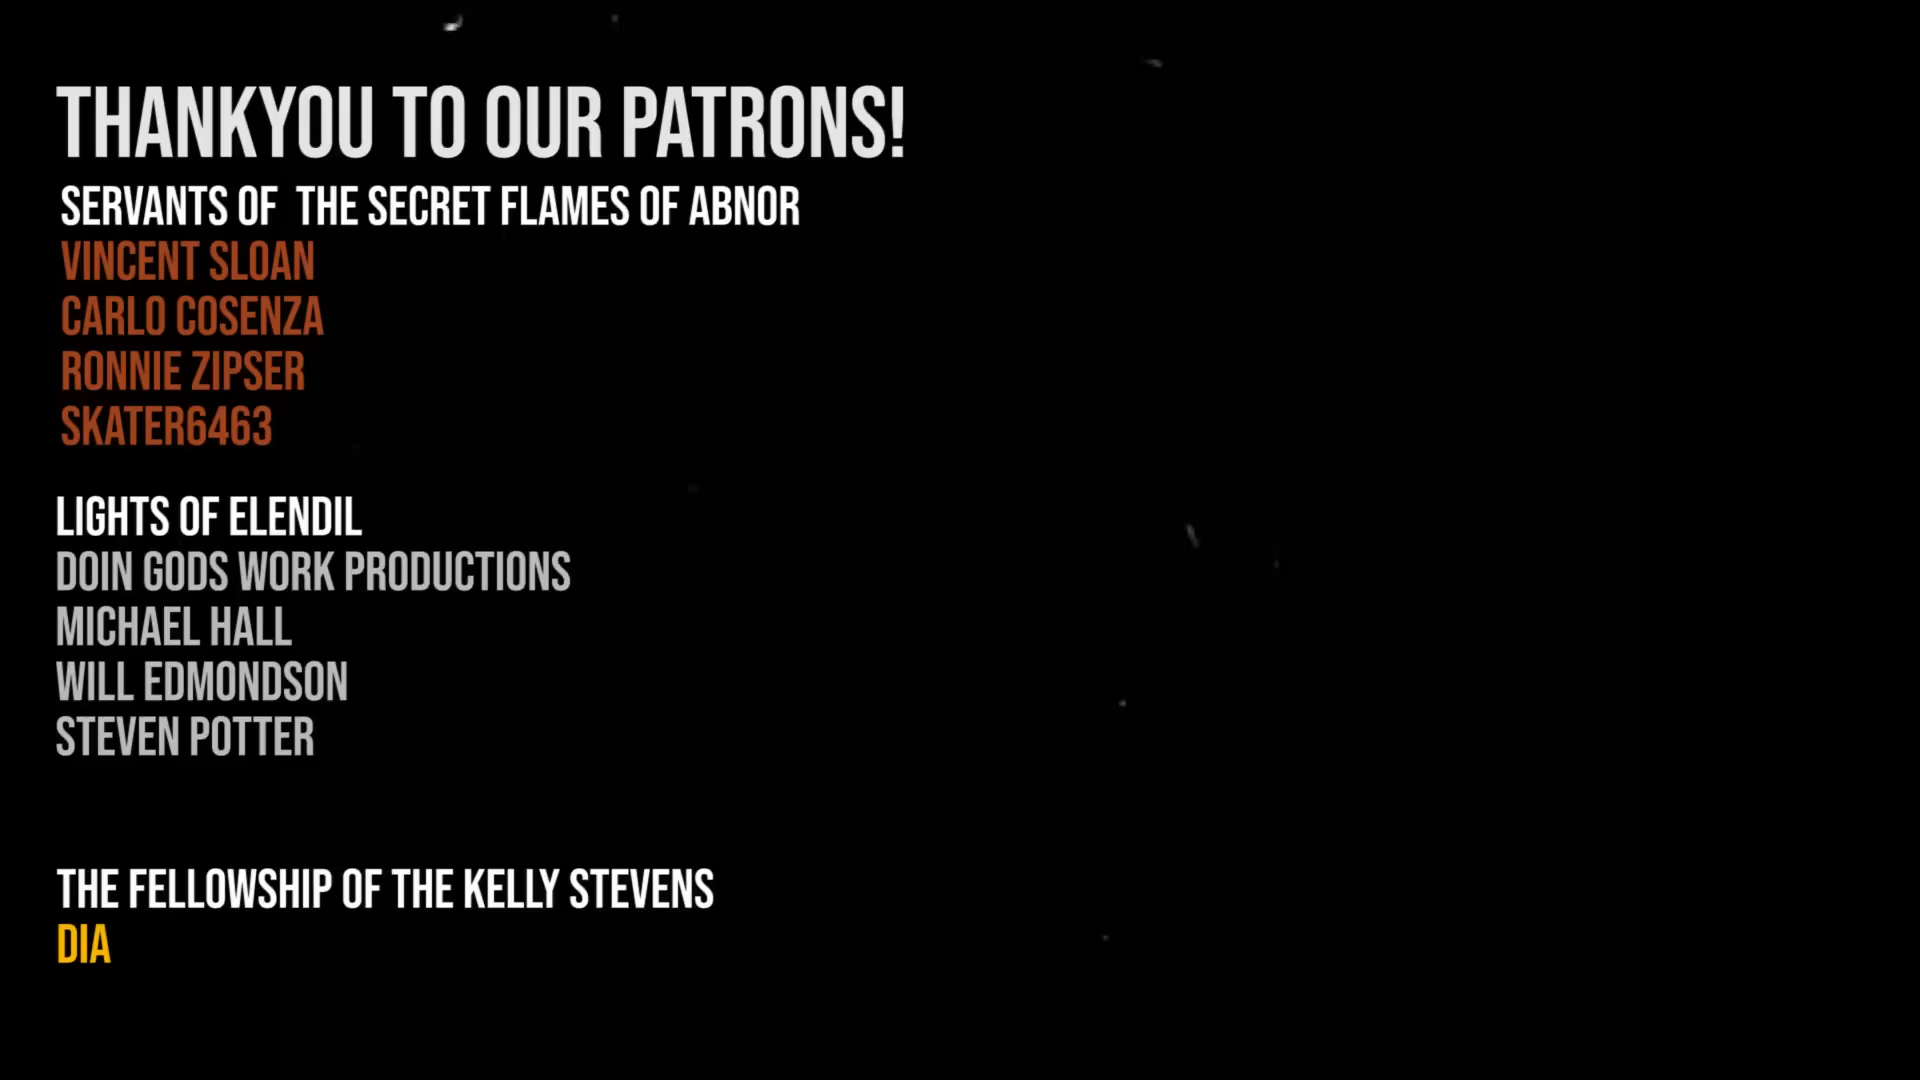 THANKYOU TO OUR PATRONS!
SERVANTS OF THE SECRET FLAMES OF ABNOR
VINCENT SLOAN
CARLO COSENZA
RONNIE ZIPSER
SKATER6463
LIGHTS OF ELENDIL
DOIN GODS WORK PRODUCTIONS
MICHAEL HALL
WILL EDMONDSON
STEVEN POTTER
THE FELLOWSHIP OF THE KELLY STEVENS
DIA